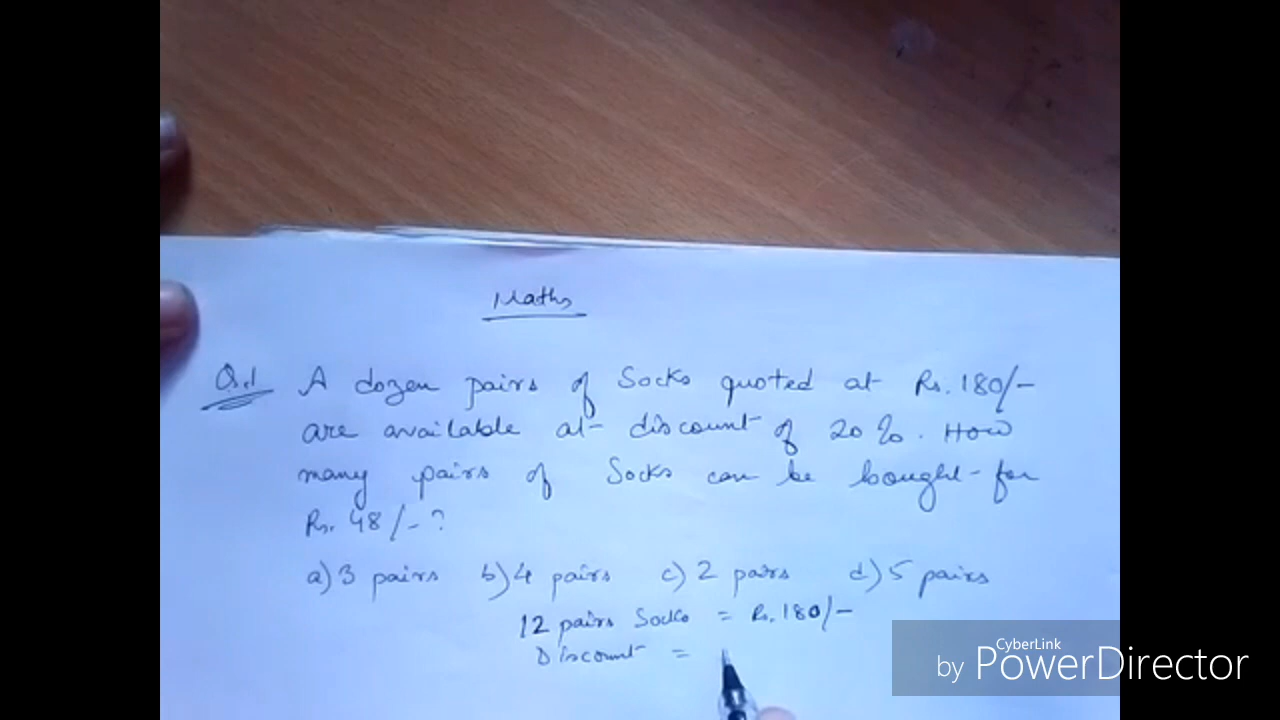 Maths
Q.1 A dozen pairs of Socks quoted at Rs. 180/-
are available at discount of 20%. How
many pairs of Socks can be bought for
Rs. 48/-?
a) 3 pairs b) 4 pairs c) 2 pairs d) 5 pairs
12 pairs Socks = Rs. 180/-
Discount =
CyberLink
by PowerDirector